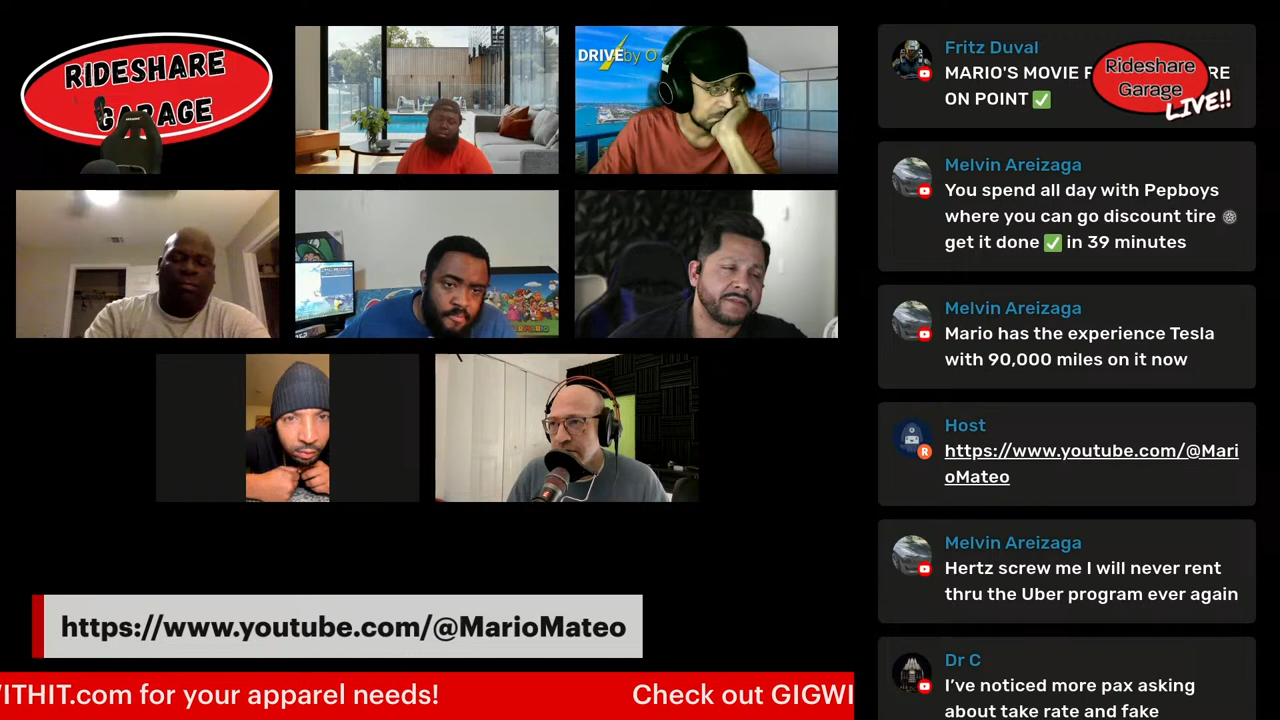 RIDESHARE
GARAGE
DRIVE by O
Fritz Duval
MARIO'S MOVIE RE
ON POINT ✅
Rideshare
Garage
LIVE!!
Melvin Areizaga
You spend all day with Pepboys
where you can go discount tire 🛞
get it done ✅ in 39 minutes
Melvin Areizaga
Mario has the experience Tesla
with 90,000 miles on it now
Host
https://www.youtube.com/@Mari
oMateo
Melvin Areizaga
Hertz screw me I will never rent
thru the Uber program ever again
Dr C
I’ve noticed more pax asking
about take rate and fake
https://www.youtube.com/@MarioMateo
WITHIT.com for your apparel needs!
Check out GIGWI